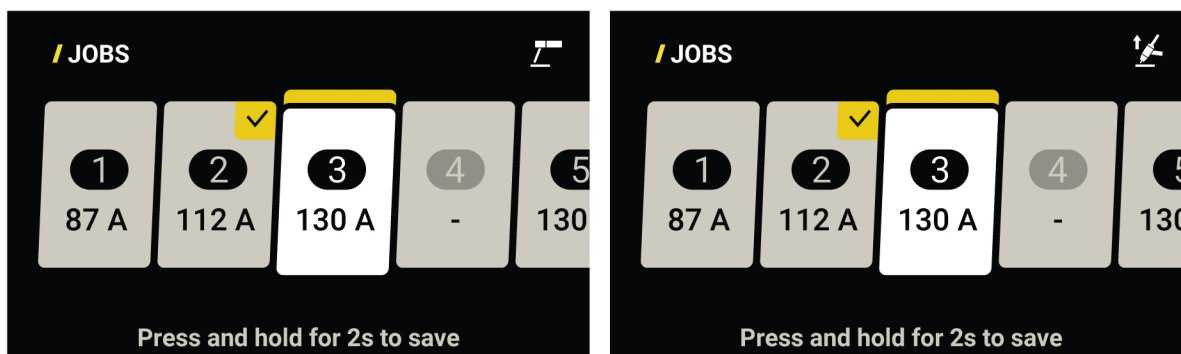 JOBS
1 2 3 4 5
87 A 112 A 130 A - 130
Press and hold for 2s to save
JOBS
1 2 3 4
87 A 112 A 130 A -
Press and hold for 2s to save